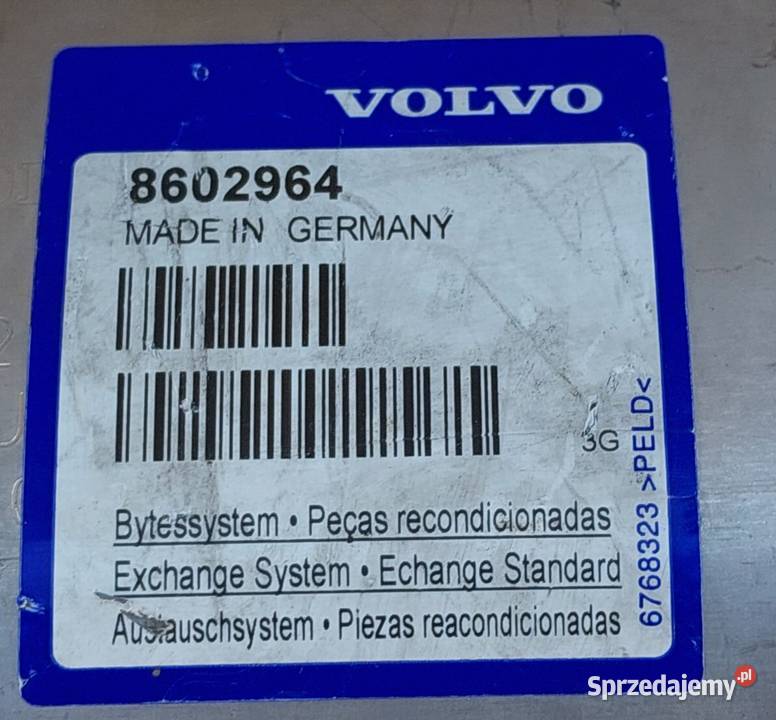 VOLVO
8602964
MADE IN GERMANY
3G
6768323 >PELD<
Bytessystem • Peças recondicionadas
Exchange System • Echange Standard
Austauschsystem • Piezas reacondicionadas
Sprzedajemy.pl